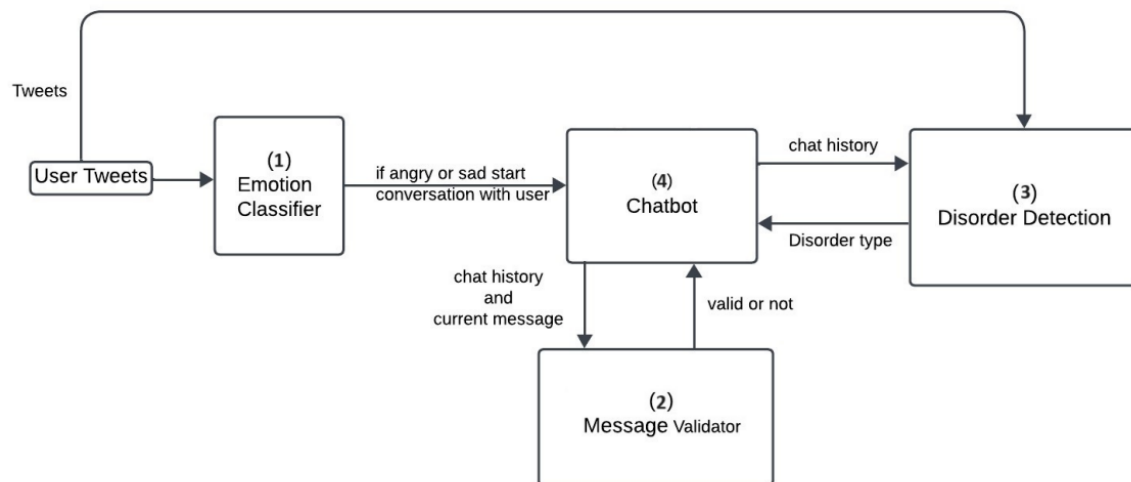 Tweets
User Tweets
(1)
Emotion
Classifier
if angry or sad start
conversation with user
(4)
Chatbot
chat history
Disorder type
(3)
Disorder Detection
chat history
and
current message
valid or not
(2)
Message Validator